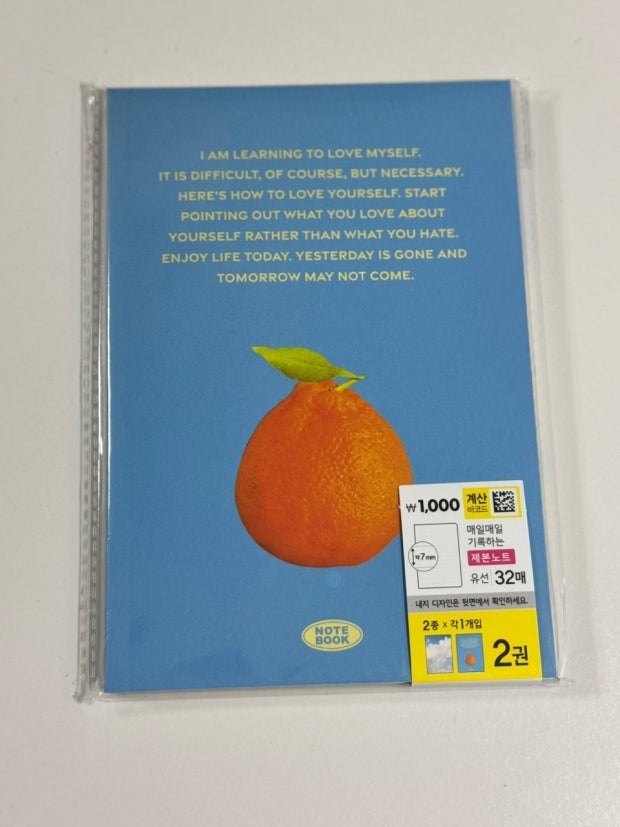 I AM LEARNING TO LOVE MYSELF.
IT IS DIFFICULT, OF COURSE, BUT NECESSARY.
HERE'S HOW TO LOVE YOURSELF. START
POINTING OUT WHAT YOU LOVE ABOUT
YOURSELF RATHER THAN WHAT YOU HATE.
ENJOY LIFE TODAY. YESTERDAY IS GONE AND
TOMORROW MAY NOT COME.
NOTE
BOOK
₩1,000
계산
바코드
매일매일
기록하는
제본노트
약7mm
유선 32매
내지 디자인은 뒷면에서 확인하세요.
2종 × 각1개입
2권